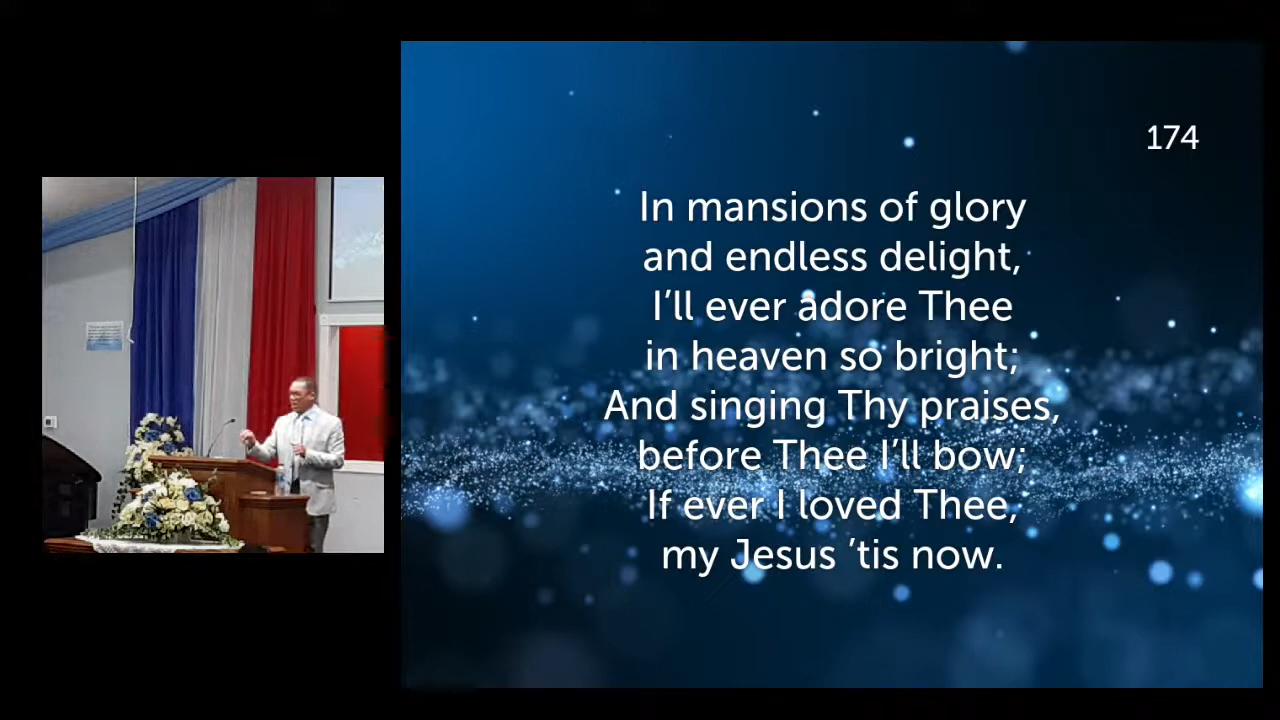 174
In mansions of glory
and endless delight,
I’ll ever adore Thee
in heaven so bright;
And singing Thy praises,
before Thee I’ll bow;
If ever I loved Thee,
my Jesus ’tis now.